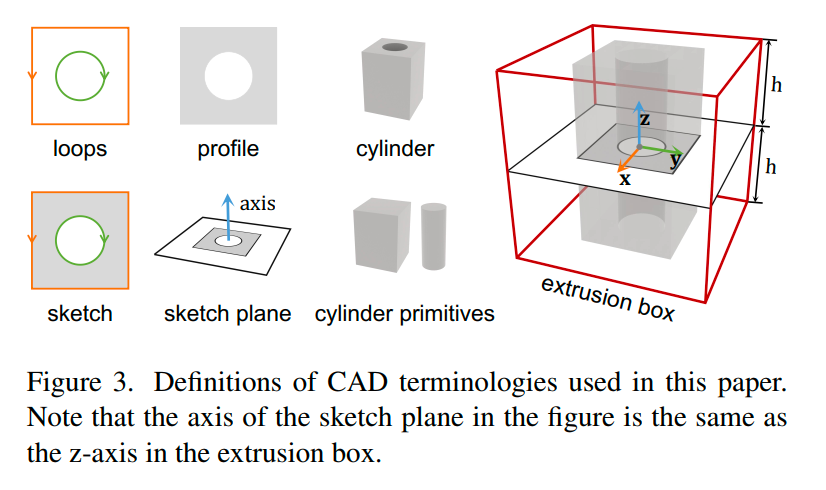 loops
profile
cylinder
sketch
axis
sketch plane
cylinder primitives
z
y
x
h
h
extrusion box
Figure 3. Definitions of CAD terminologies used in this paper.
Note that the axis of the sketch plane in the figure is the same as
the z-axis in the extrusion box.